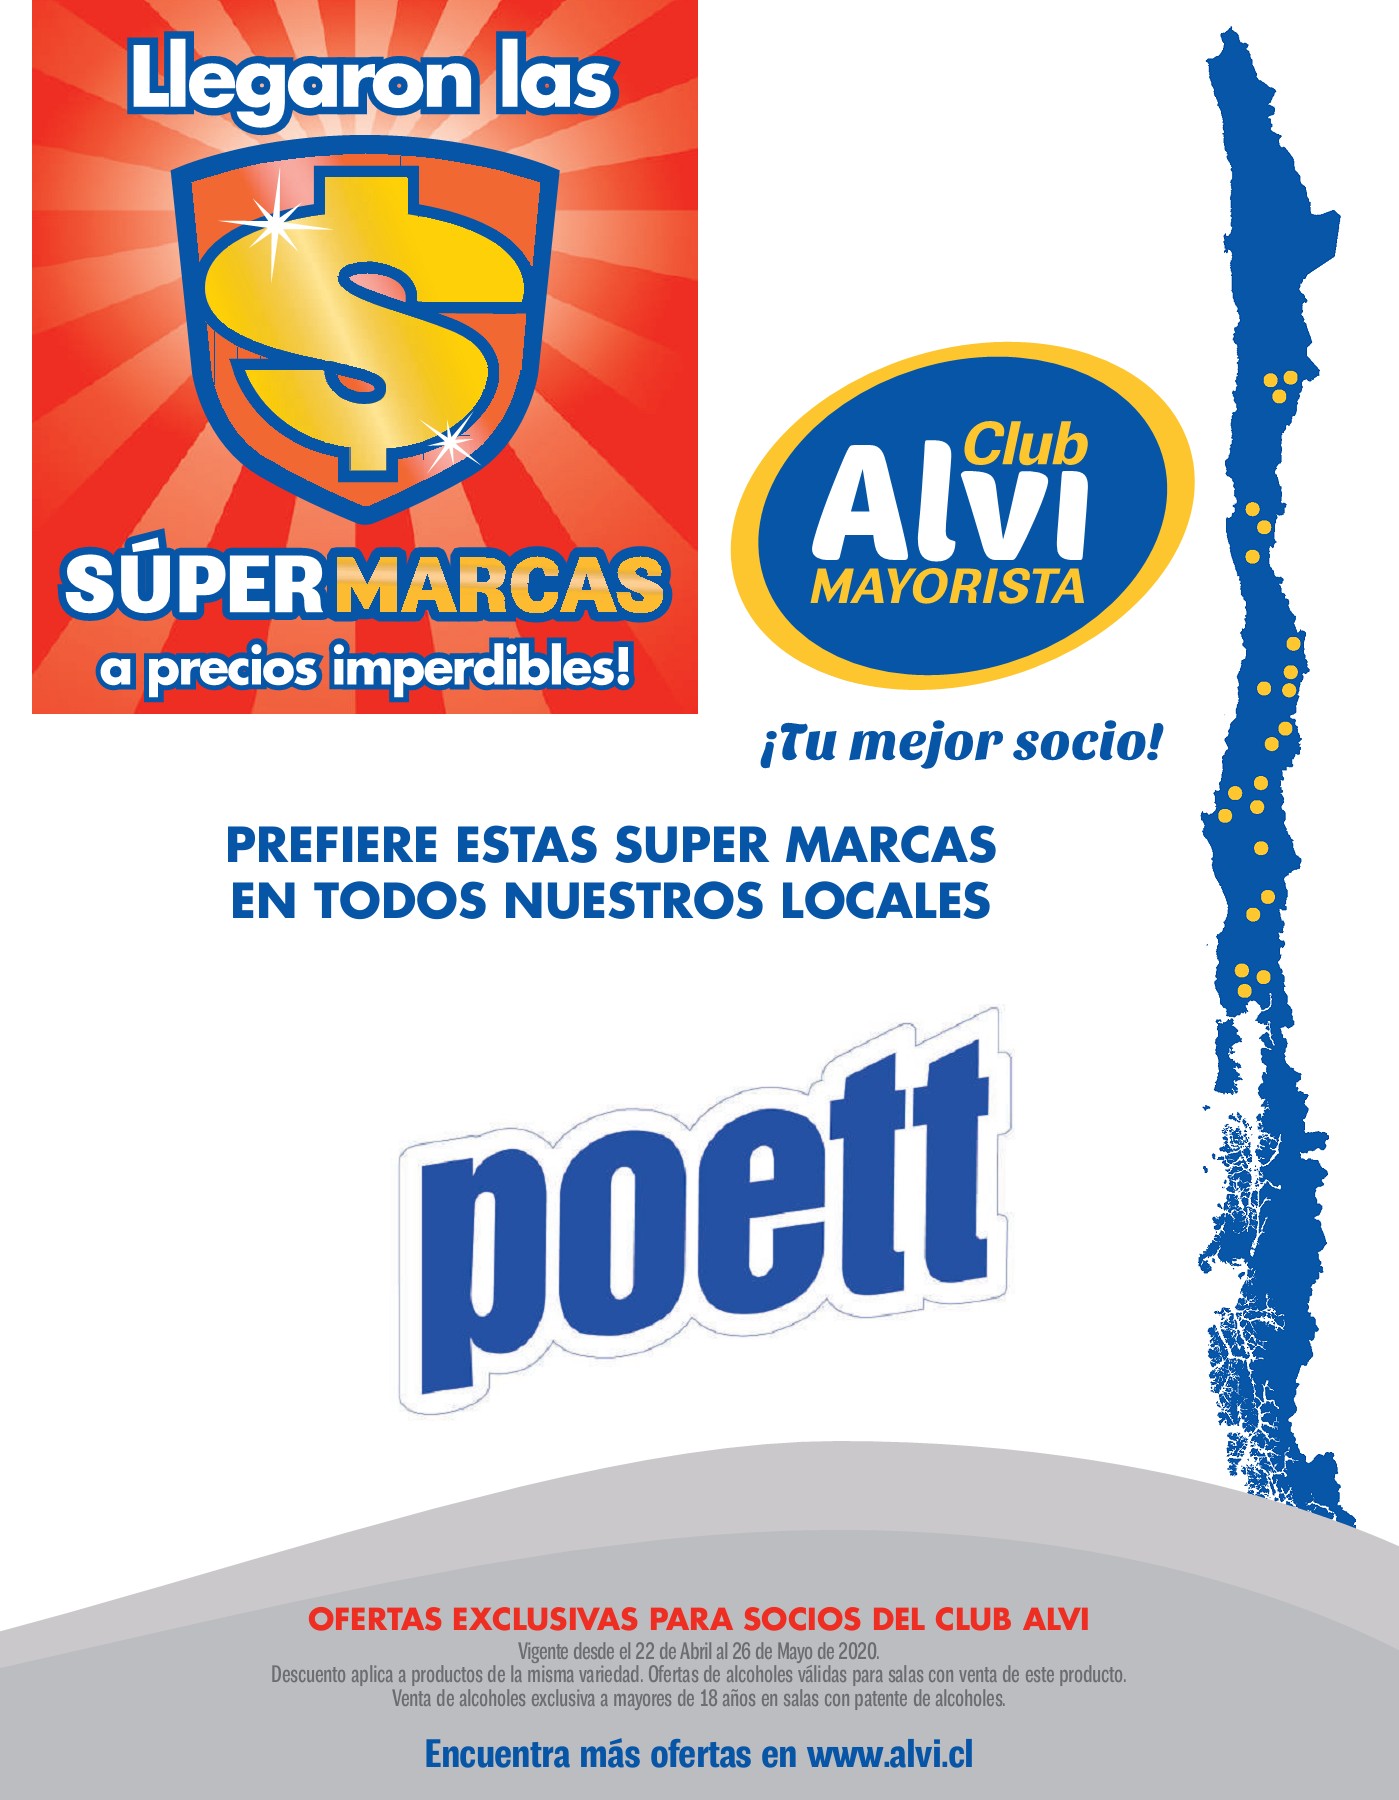 Llegaron las
SÚPER MARCAS
a precios imperdibles!
Club
Alvi
MAYORISTA
¡Tu mejor socio!
PREFIERE ESTAS SUPER MARCAS
EN TODOS NUESTROS LOCALES
poett
OFERTAS EXCLUSIVAS PARA SOCIOS DEL CLUB ALVI
Vigente desde el 22 de Abril al 26 de Mayo de 2020.
Descuento aplica a productos de la misma variedad. Ofertas de alcoholes válidas para salas con venta de este producto.
Venta de alcoholes exclusiva a mayores de 18 años en salas con patente de alcoholes.
Encuentra más ofertas en www.alvi.cl